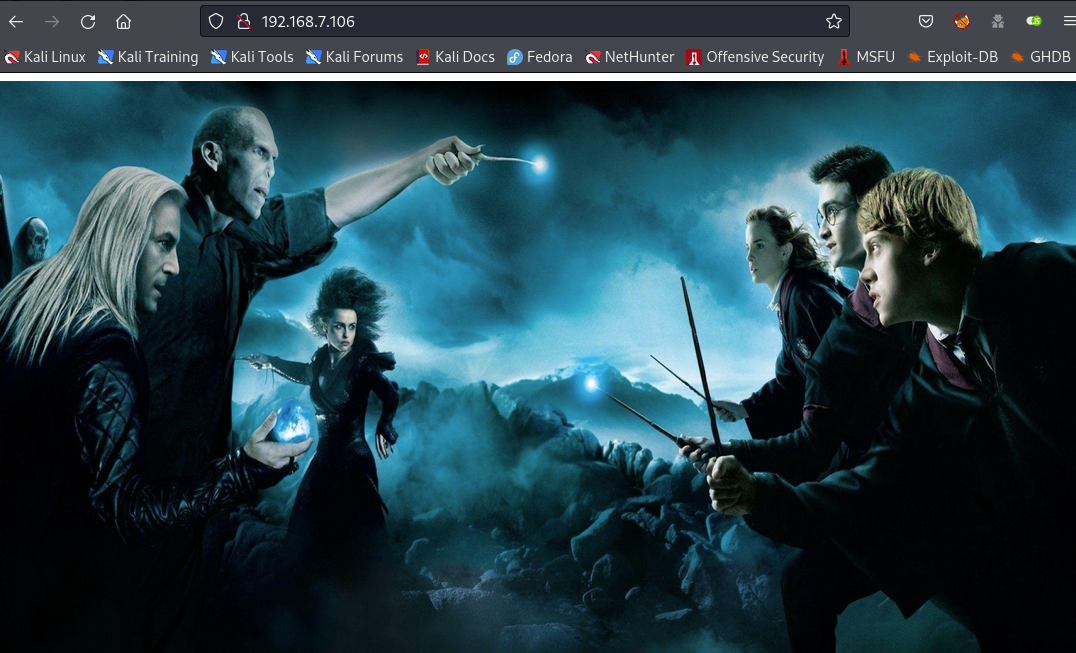 192.168.7.106
Kali Linux Kali Training Kali Tools Kali Forums Kali Docs Fedora NetHunter Offensive Security MSFU Exploit-DB GHDB